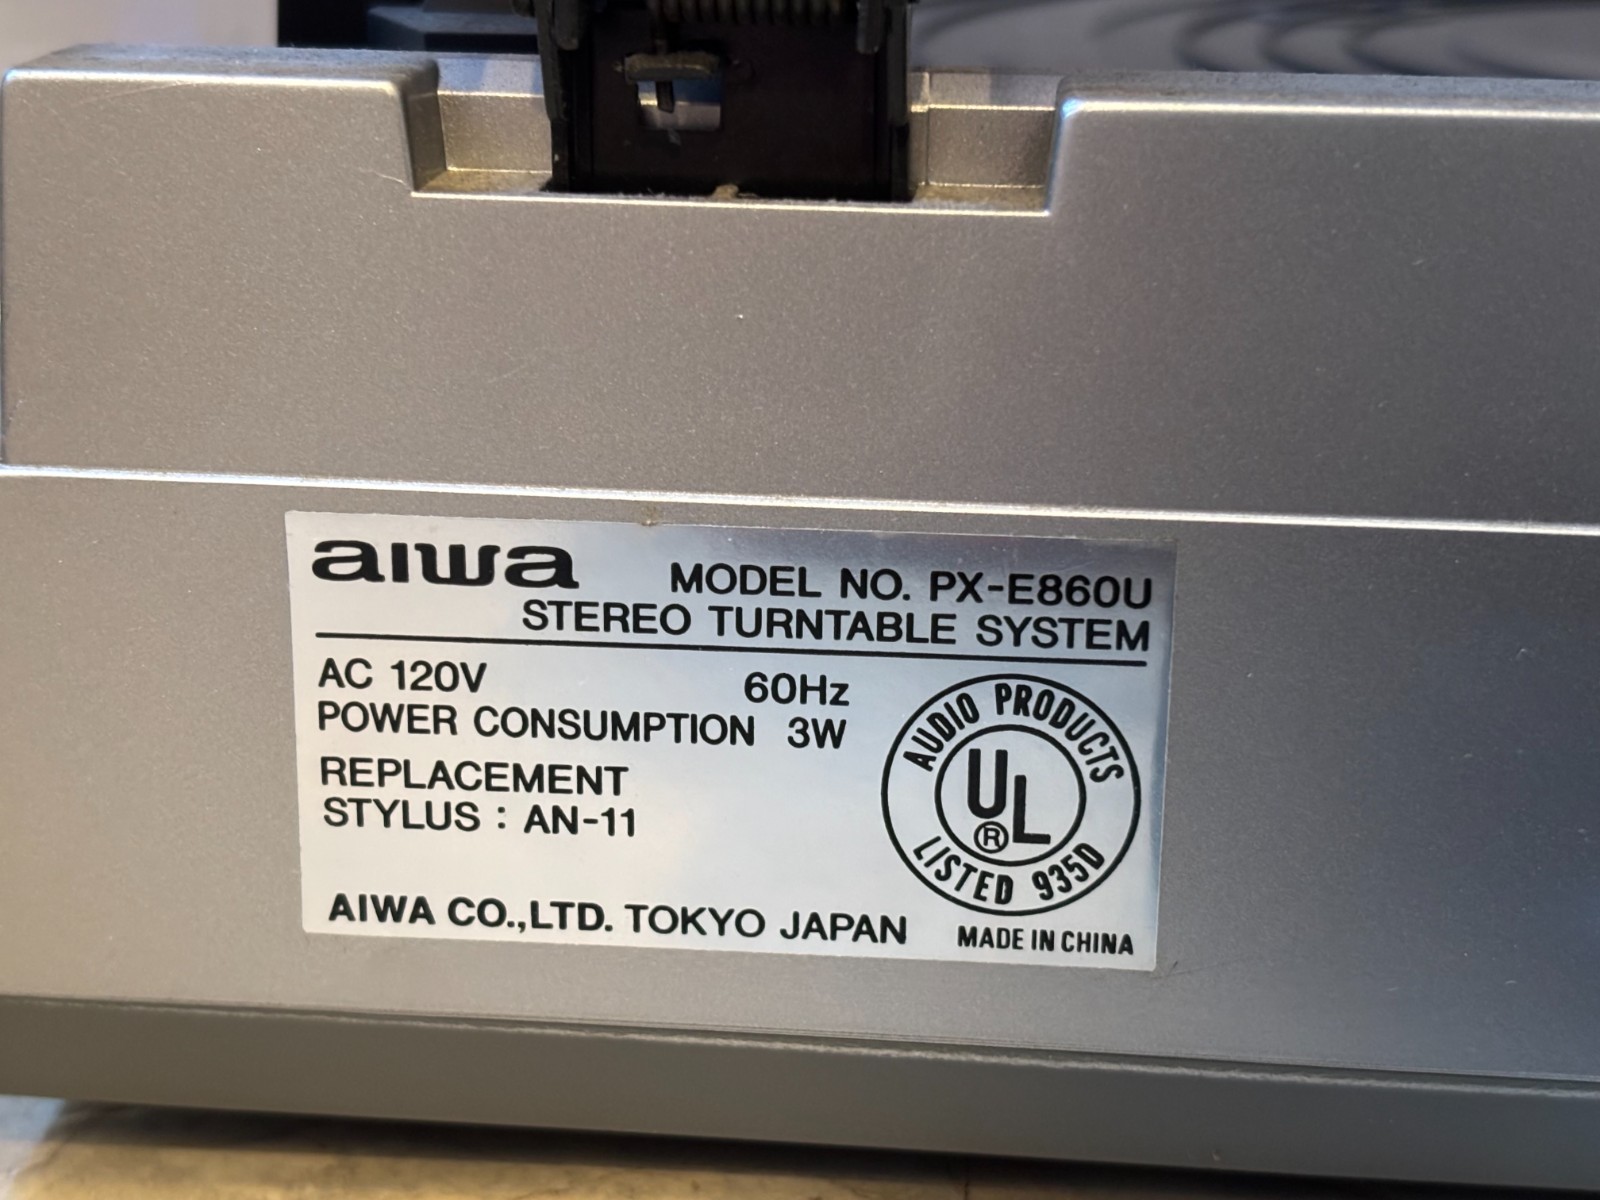 aiwa MODEL NO. PX-E860U
STEREO TURNTABLE SYSTEM
AC 120V 60Hz
POWER CONSUMPTION 3W
REPLACEMENT
STYLUS : AN-11
AUDIO PRODUCTS
UL ®
LISTED 935D
AIWA CO.,LTD. TOKYO JAPAN
MADE IN CHINA